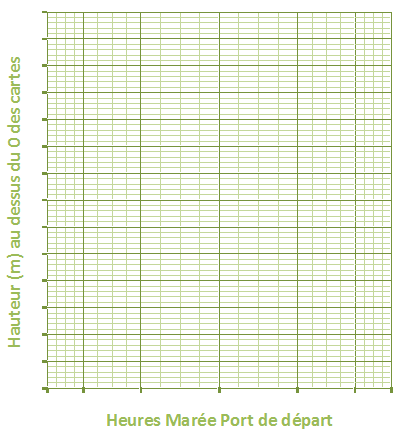 Hauteur (m) au dessus du 0 des cartes
Heures Marée Port de départ